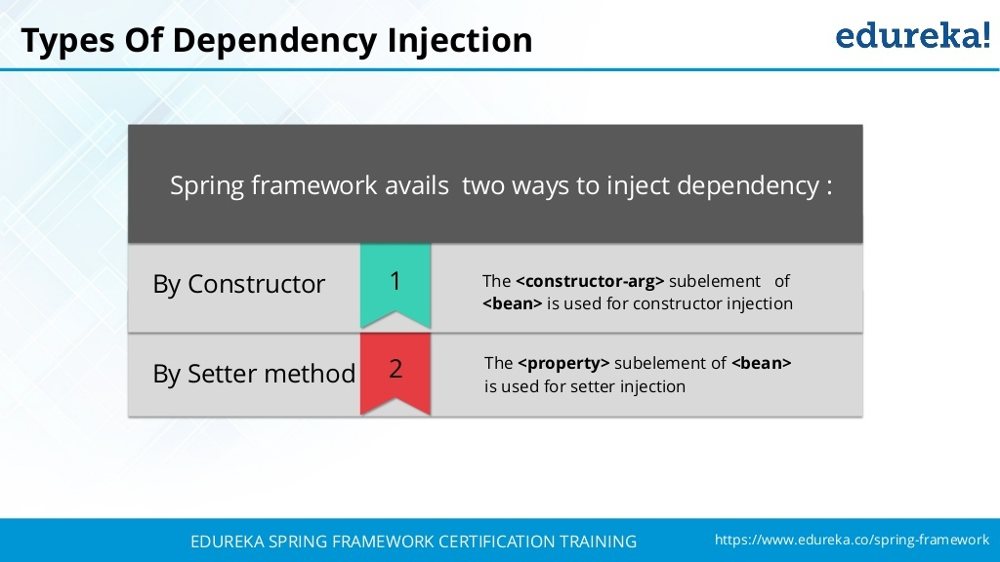 Types Of Dependency Injection
edureka!
Spring framework avails two ways to inject dependency :
By Constructor
1
The <constructor-arg> subelement of
<bean> is used for constructor injection
By Setter method
2
The <property> subelement of <bean>
is used for setter injection
EDUREKA SPRING FRAMEWORK CERTIFICATION TRAINING
https://www.edureka.co/spring-framework